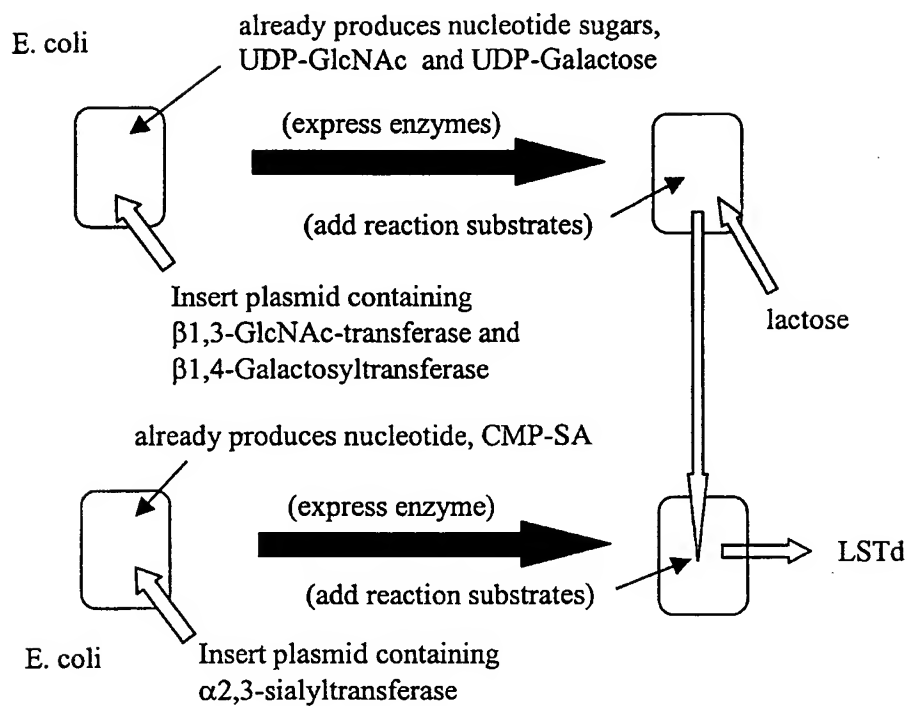 E. coli
already produces nucleotide sugars,
UDP-GlcNAc and UDP-Galactose
(express enzymes)
(add reaction substrates)
Insert plasmid containing
β1,3-GlcNAc-transferase and
β1,4-Galactosyltransferase
lactose
already produces nucleotide, CMP-SA
(express enzyme)
(add reaction substrates)
LSTd
E. coli
Insert plasmid containing
α2,3-sialyltransferase